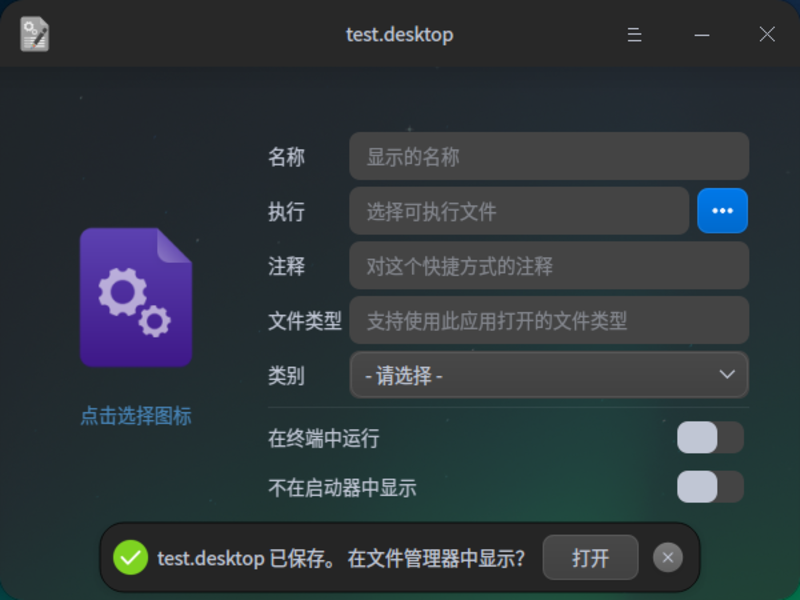 test.desktop
名称 显示的名称
执行 选择可执行文件
注释 对这个快捷方式的注释
文件类型 支持使用此应用打开的文件类型
类别 - 请选择 -
点击选择图标
在终端中运行
不在启动器中显示
test.desktop 已保存。 在文件管理器中显示? 打开